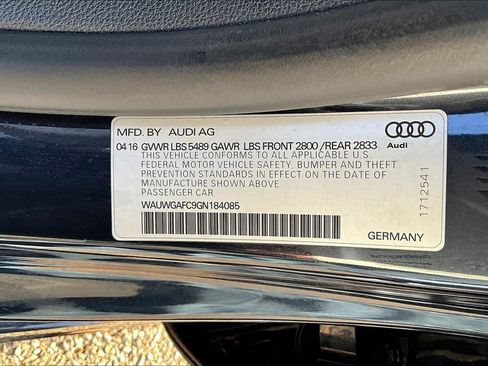 MFD. BY AUDI AG
04 16 GVWR LBS 5489 GAWR LBS FRONT 2800 /REAR 2833
THIS VEHICLE CONFORMS TO ALL APPLICABLE U.S.
FEDERAL MOTOR VEHICLE SAFETY, BUMPER AND THEFT
PREVENTION STANDARDS IN EFFECT ON THE DATE
OF MANUFACTURE SHOWN ABOVE.
PASSENGER CAR
WAUWGAFC9GN184085
Audi
1712541
GERMANY